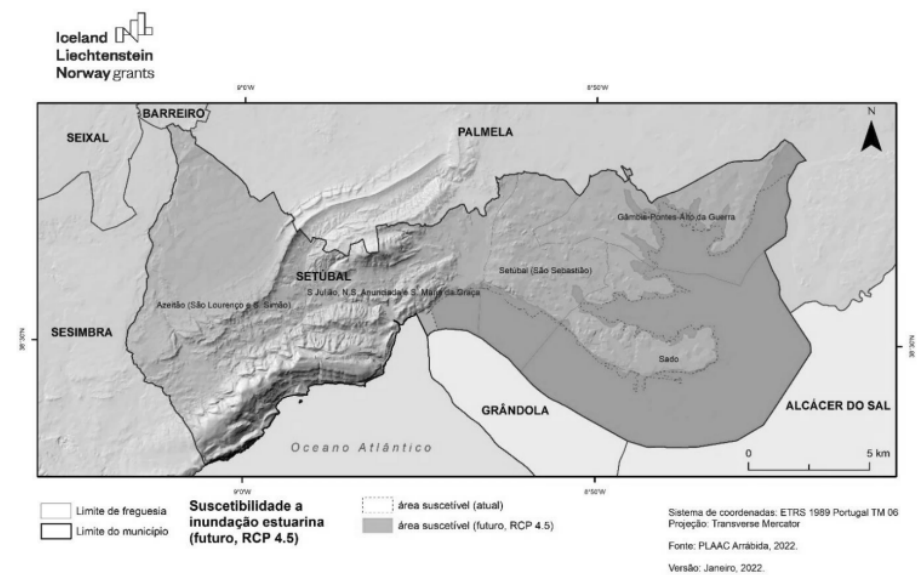 Iceland
Liechtenstein
Norway grants
9°0'W
8°50'W
BARREIRO
SEIXAL
PALMELA
N
Gâmbia-Pontes-Alto da Guerra
SETÚBAL
Setúbal (São Sebastião)
S.Julião, N.S. Anunciada e S. Maria da Graça
Azeitão (São Lourenço e S. Simão)
SESIMBRA
38°30'N
38°30'N
Sado
GRÂNDOLA
ALCÁCER DO SAL
Oceano Atlântico
0 5 km
9°0'W
8°50'W
Limite de freguesia
Limite do município
Suscetibilidade a
inundação estuarina
(futuro, RCP 4.5)
área suscetível (atual)
área suscetível (futuro, RCP 4.5)
Sistema de coordenadas: ETRS 1989 Portugal TM 06
Projeção: Transverse Mercator
Fonte: PLAAC Arrábida, 2022.
Versão: Janeiro, 2022.